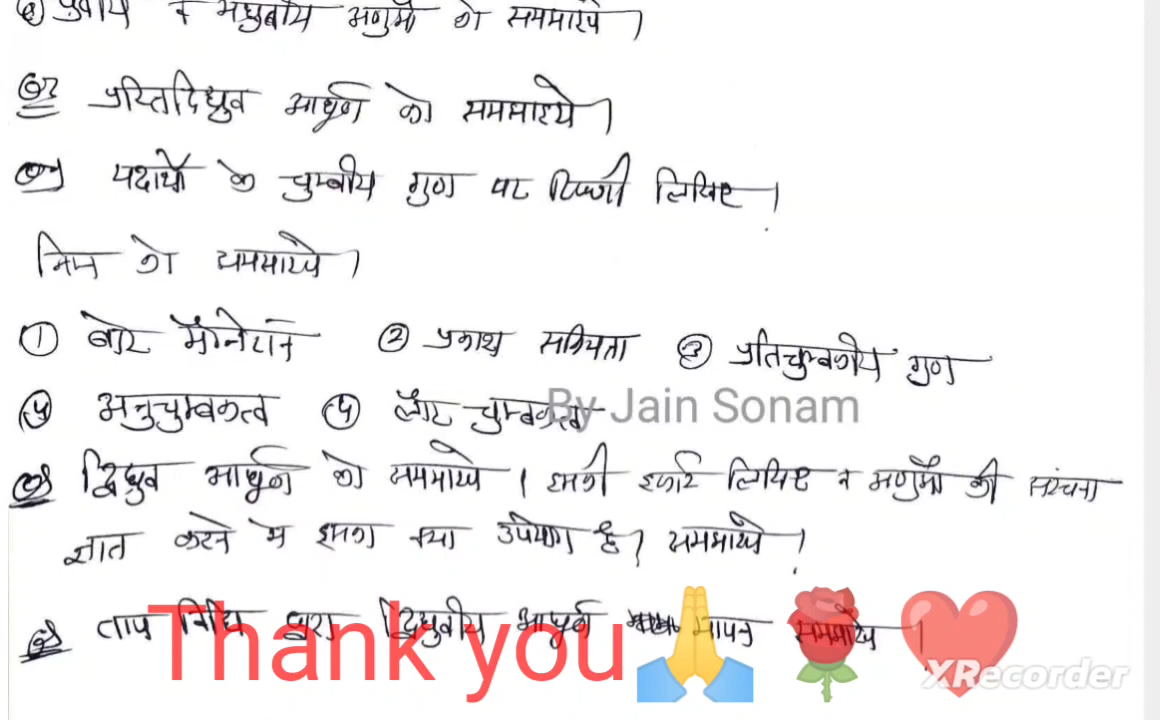 ध्रुवीय व अध्रुवीय अणुओं को समझाइये ।
प्रेरित द्विध्रुव आघूर्ण को समझाइये ।
पदार्थों के चुम्बकीय गुण पर टिप्पणी लिखिए ।
निम्न को समझाइये ।
① बोर मैग्नेटॉन ② प्रकाश सक्रियता ③ प्रतिचुम्बकीय गुण
④ अनुचुम्बकत्व ⑤ लौह चुम्बकत्व
By Jain Sonam
द्विध्रुव आघूर्ण को समझाइये । इसकी इकाई लिखिए व अणुओं की संरचना
ज्ञात करने में इसका क्या उपयोग है? समझाइये ।
ताप विधि द्वारा द्विध्रुवीय आघूर्ण मापन समझाइये ।
Thank you🙏🌹❤️
XRecorder